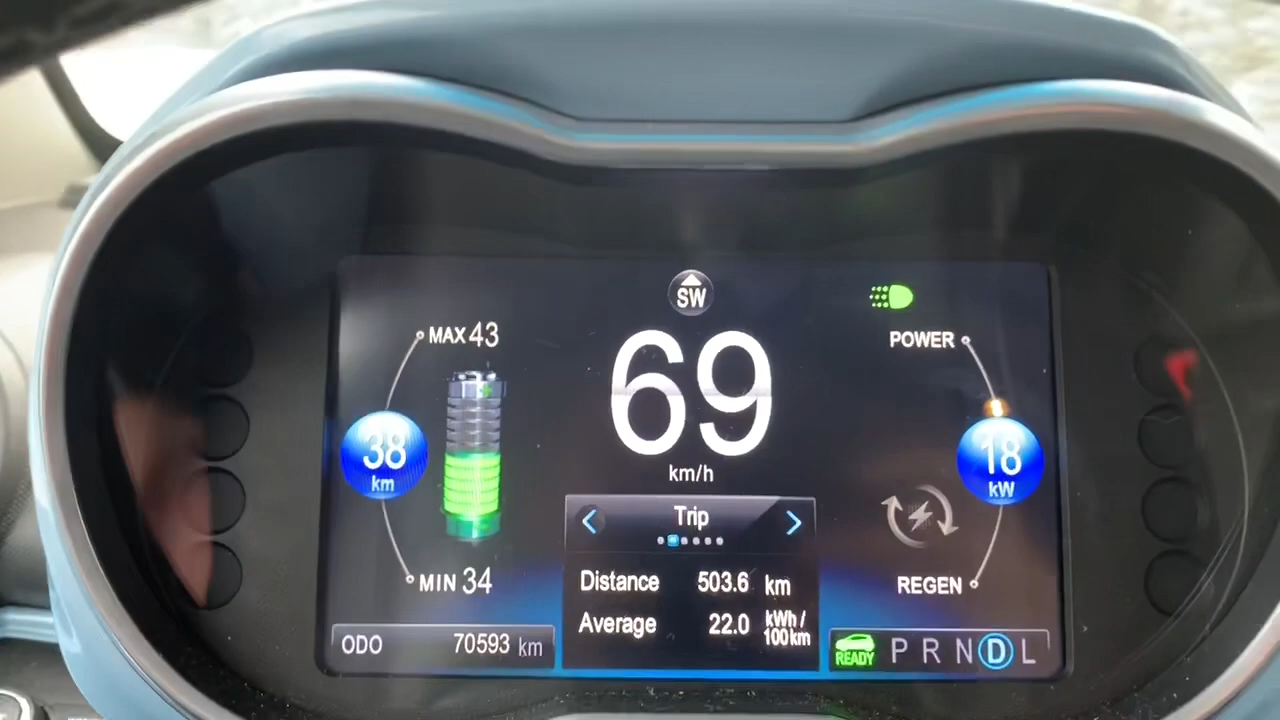 SW
MAX 43
69
km/h
38
km
MIN 34
POWER
18
kW
REGEN
Trip
Distance 503.6 km
Average 22.0 kWh / 100km
ODO 70593 km
READY P R N D L